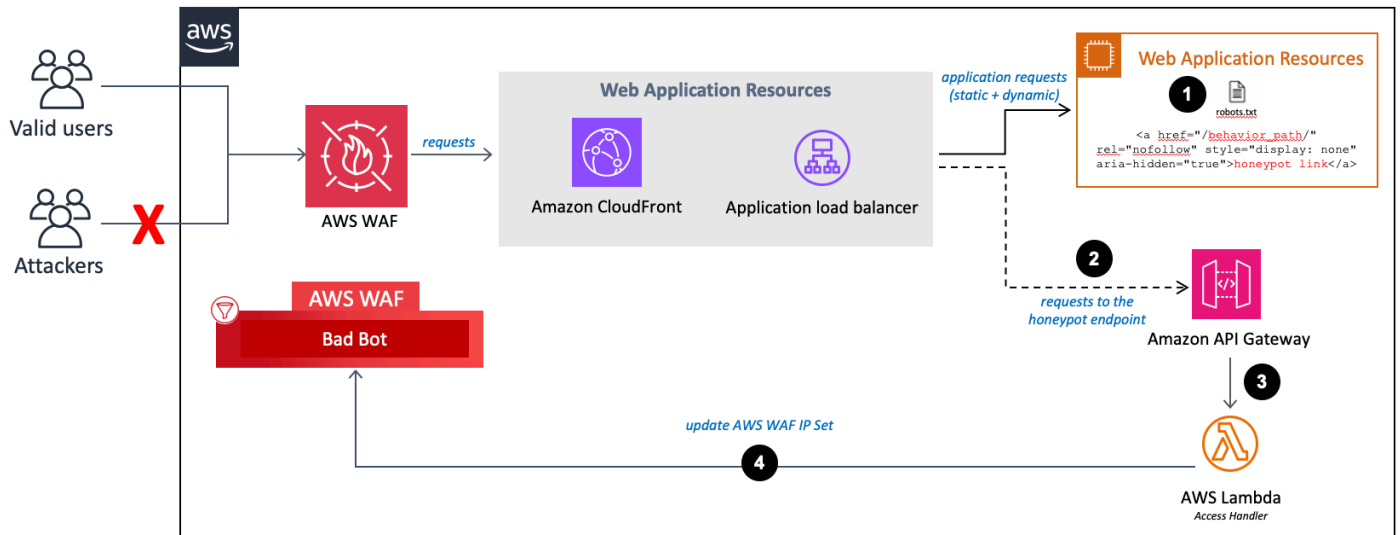 aws
Valid users
Attackers
X
AWS WAF
requests
Web Application Resources
Amazon CloudFront
Application load balancer
application requests
(static + dynamic)
Web Application Resources
1
robots.txt
<a href="/behavior_path/"
rel="nofollow" style="display: none"
aria-hidden="true">honeypot link</a>
2
requests to the
honeypot endpoint
Amazon API Gateway
3
AWS Lambda
Access Handler
update AWS WAF IP Set
4
AWS WAF
Bad Bot